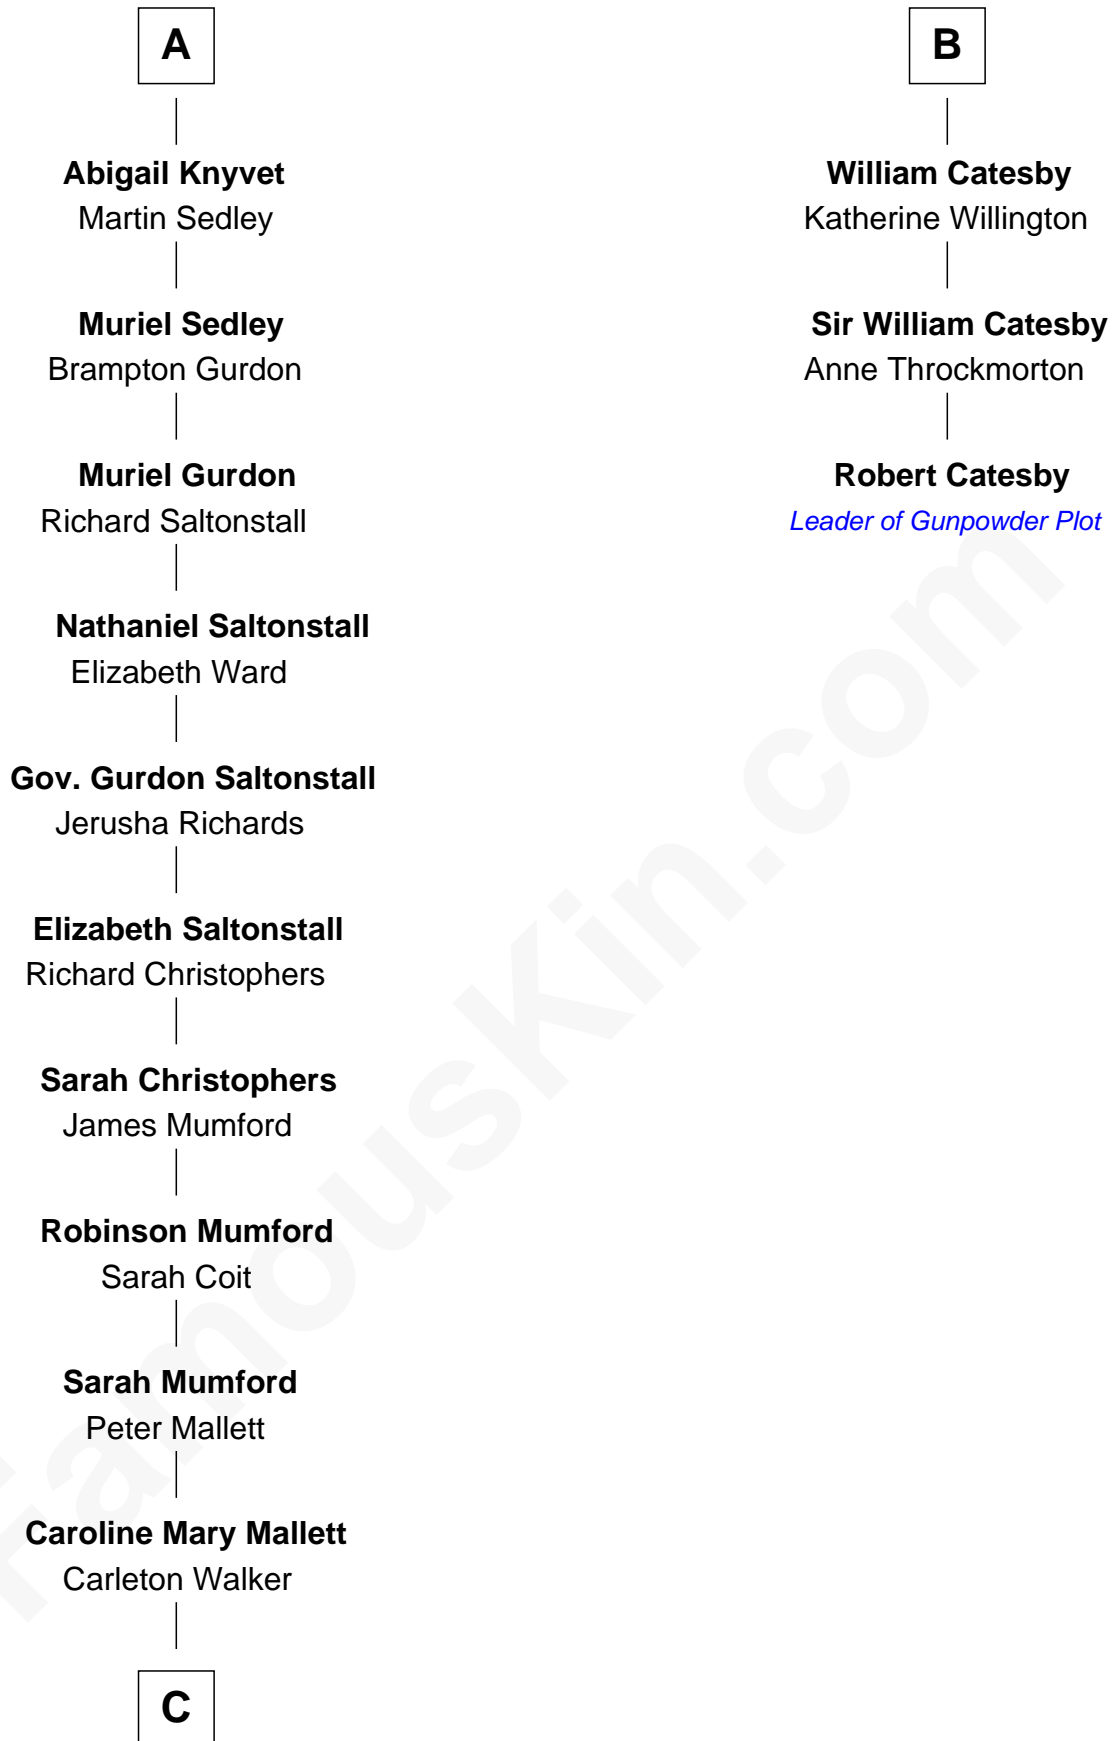 A
Abigail Knyvet
Martin Sedley
Muriel Sedley
Brampton Gurdon
Muriel Gurdon
Richard Saltonstall
Nathaniel Saltonstall
Elizabeth Ward
Gov. Gurdon Saltonstall
Jerusha Richards
Elizabeth Saltonstall
Richard Christophers
Sarah Christophers
James Mumford
Robinson Mumford
Sarah Coit
Sarah Mumford
Peter Mallett
Caroline Mary Mallett
Carleton Walker
C
B
William Catesby
Katherine Willington
Sir William Catesby
Anne Throckmorton
Robert Catesby
Leader of Gunpowder Plot
FamousKin.com